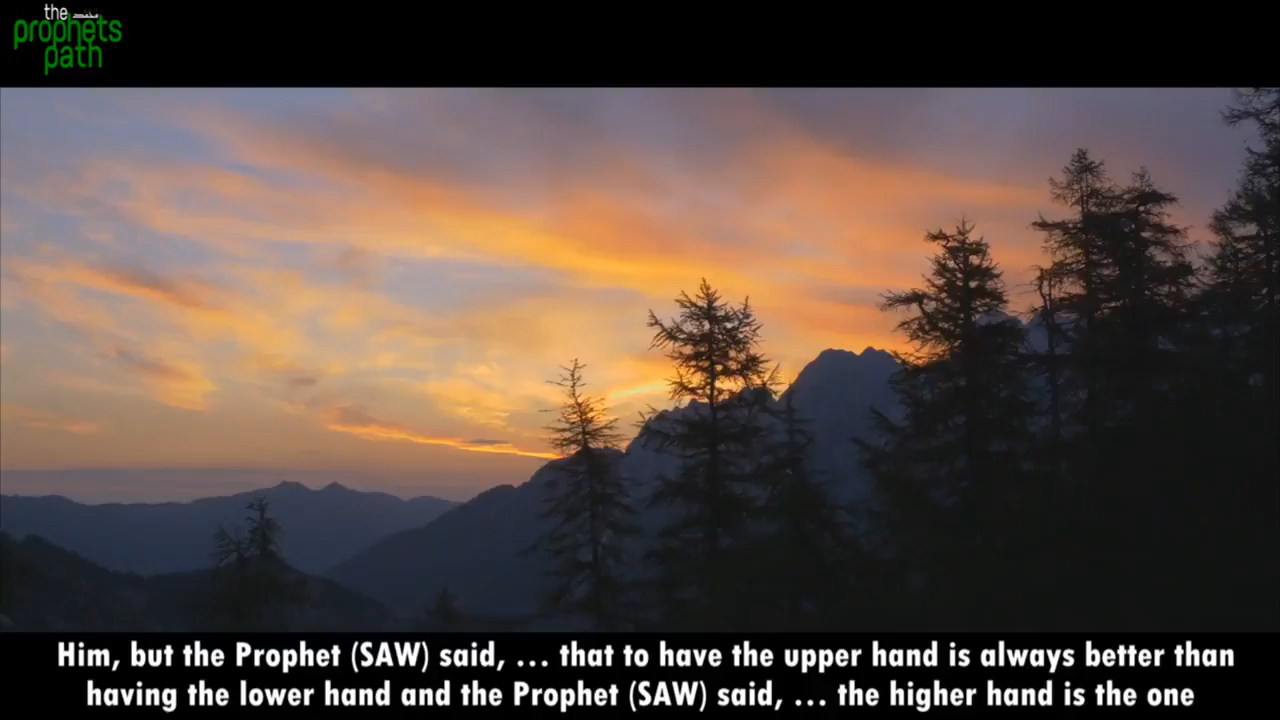 the محمد
prophets
path
Him, but the Prophet (SAW) said, ... that to have the upper hand is always better than
having the lower hand and the Prophet (SAW) said, ... the higher hand is the one